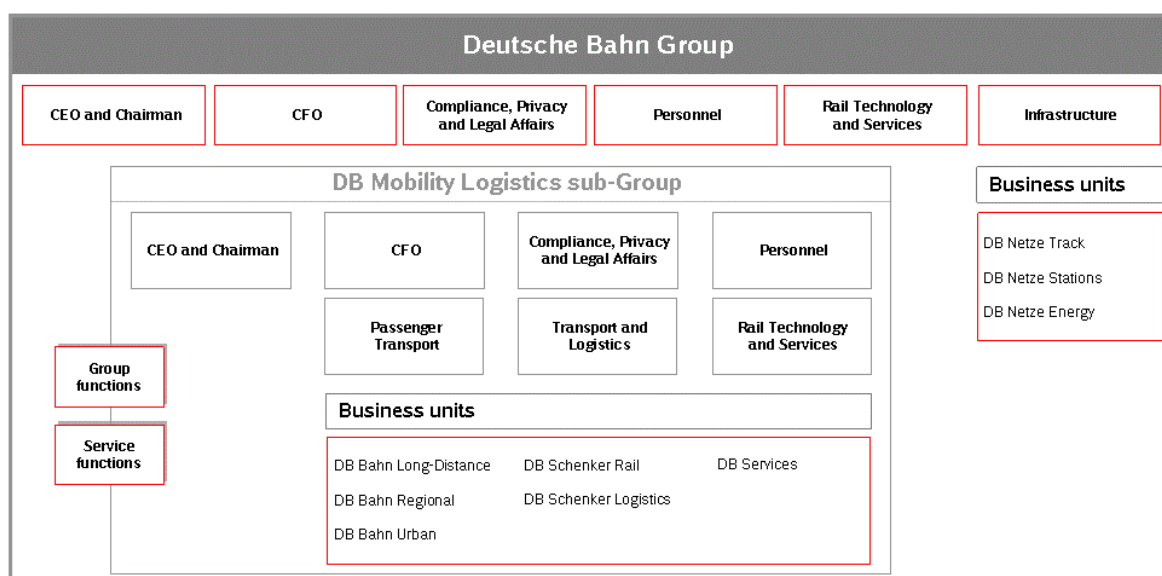 Deutsche Bahn Group
CEO and Chairman
CFO
Compliance, Privacy
and Legal Affairs
Personnel
Rail Technology
and Services
Infrastructure
DB Mobility Logistics sub-Group
CEO and Chairman
CFO
Compliance, Privacy
and Legal Affairs
Personnel
Passenger
Transport
Transport and
Logistics
Rail Technology
and Services
Group
functions
Service
functions
Business units
DB Bahn Long-Distance
DB Bahn Regional
DB Bahn Urban
DB Schenker Rail
DB Schenker Logistics
DB Services
Business units
DB Netze Track
DB Netze Stations
DB Netze Energy